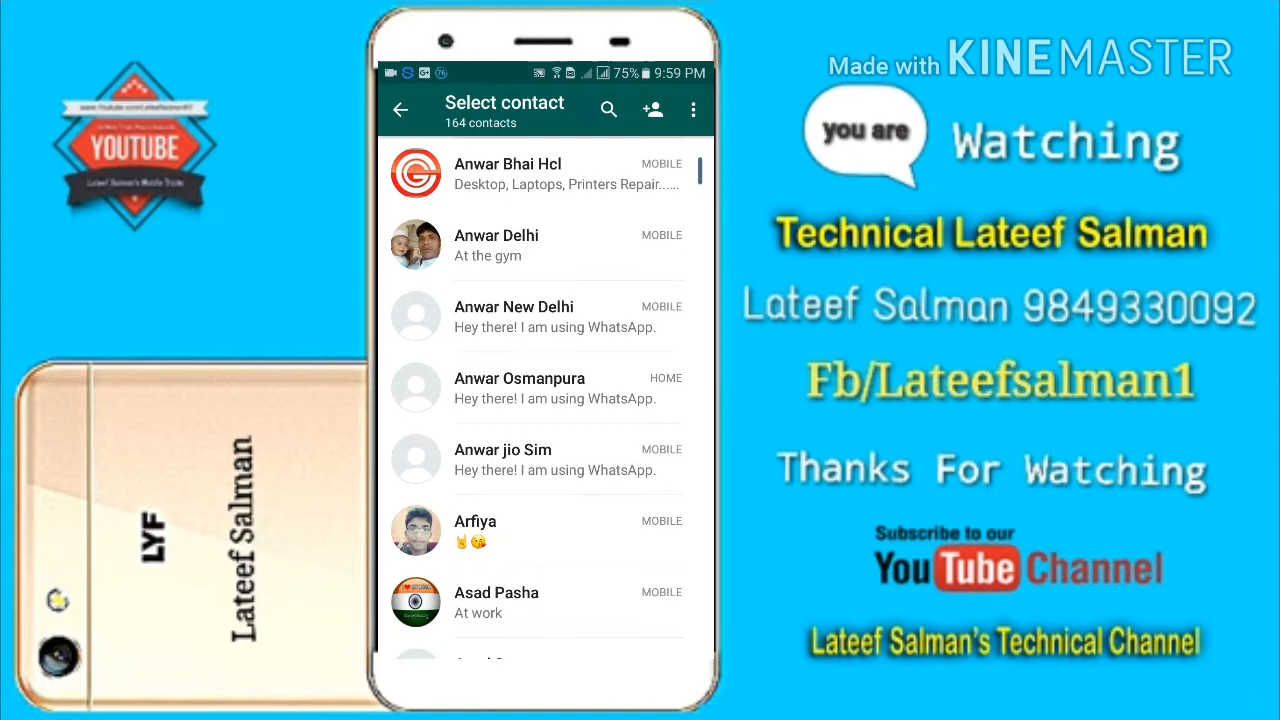 Made with KINEMASTER
YOUTUBE
Lateef Salman's Mobile Tricks
75% 9:59 PM
Select contact
164 contacts
Anwar Bhai Hcl MOBILE
Desktop, Laptops, Printers Repair......
Anwar Delhi MOBILE
At the gym
Anwar New Delhi MOBILE
Hey there! I am using WhatsApp.
Anwar Osmanpura HOME
Hey there! I am using WhatsApp.
Anwar jio Sim MOBILE
Hey there! I am using WhatsApp.
Arfiya MOBILE
🤘😘
Asad Pasha MOBILE
At work
LYF
Lateef Salman
you are
Watching
Technical Lateef Salman
Lateef Salman 9849330092
Fb/Lateefsalman1
Thanks For Watching
Subscribe to our
YouTube Channel
Lateef Salman's Technical Channel